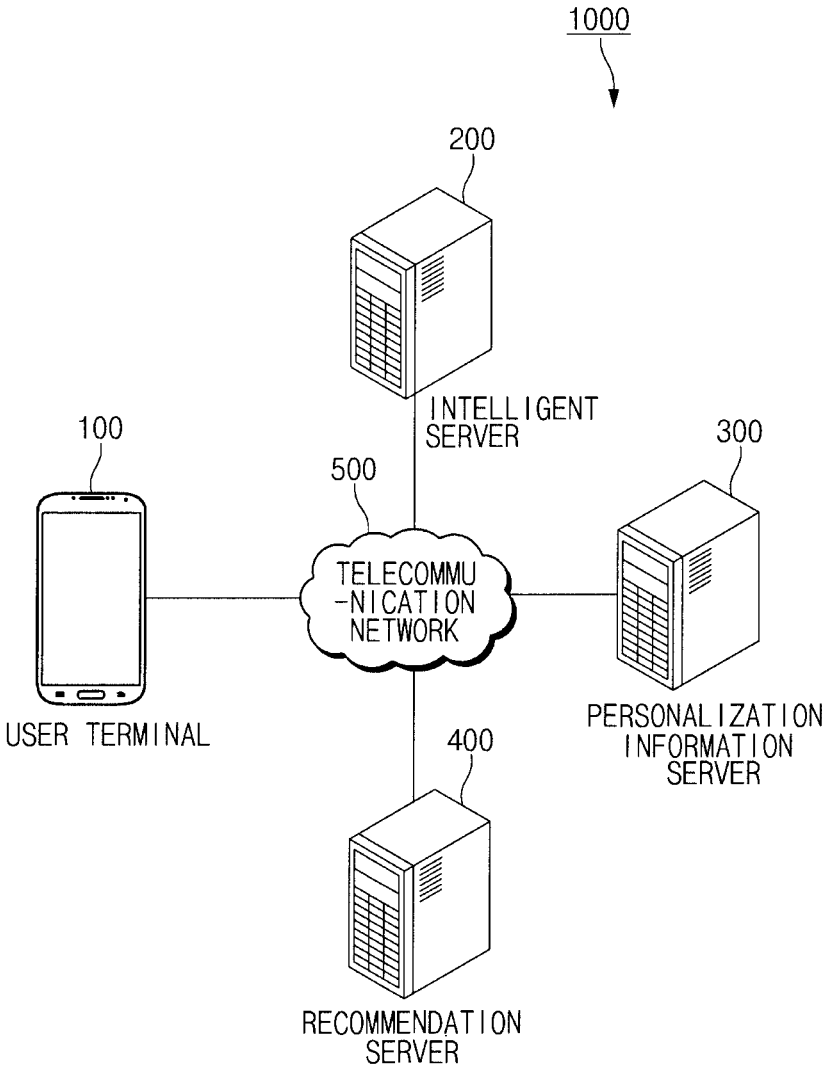 1000
200
INTELLIGENT
SERVER
100
300
500
TELECOMMU
-NICATION
NETWORK
USER TERMINAL
PERSONALIZATION
INFORMATION
SERVER
400
RECOMMENDATION
SERVER